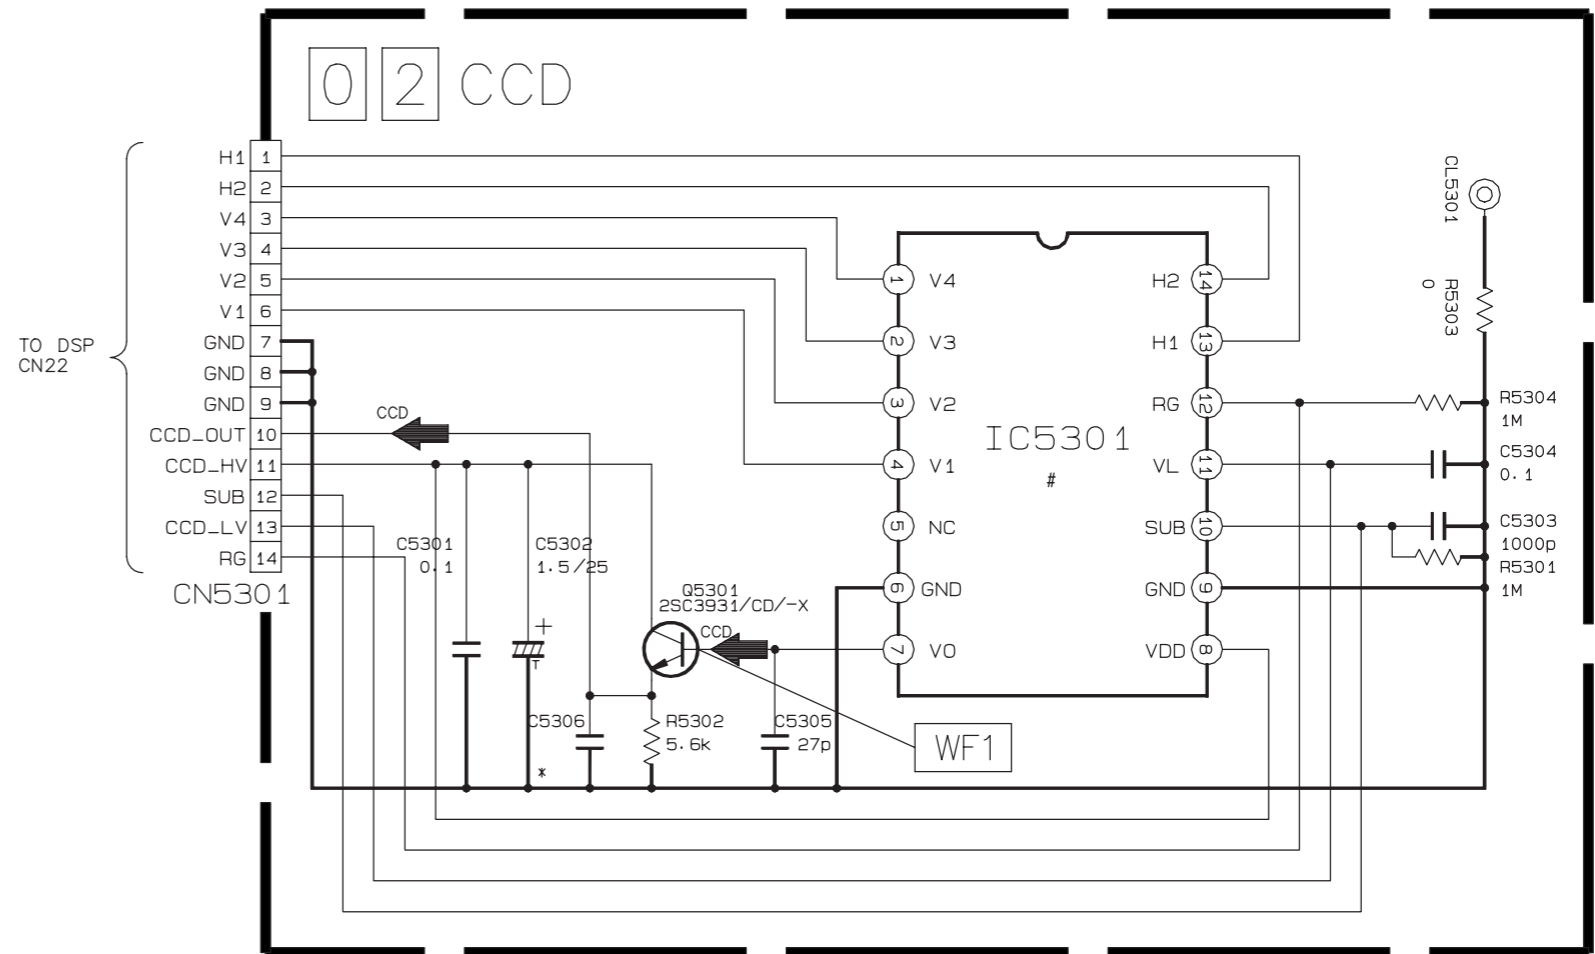 0 2 CCD
H1 1
H2 2
V4 3
V3 4
V2 5
V1 6
GND 7
GND 8
GND 9
CCD_OUT 10
CCD_HV 11
SUB 12
CCD_LV 13
RG 14
CN5301
TO DSP
CN22
CCD
C5301
0.1
C5302
1.5/25
+
T
*
Q5301
2SC3931/CD/-X
CCD
C5306
R5302
5.6k
C5305
27p
WF1
IC5301
#
1 V4
2 V3
3 V2
4 V1
5 NC
6 GND
7 VO
H2 14
H1 13
RG 12
VL 11
SUB 10
GND 9
VDD 8
CL5301
R5303
0
R5304
1M
C5304
0.1
C5303
1000p
R5301
1M